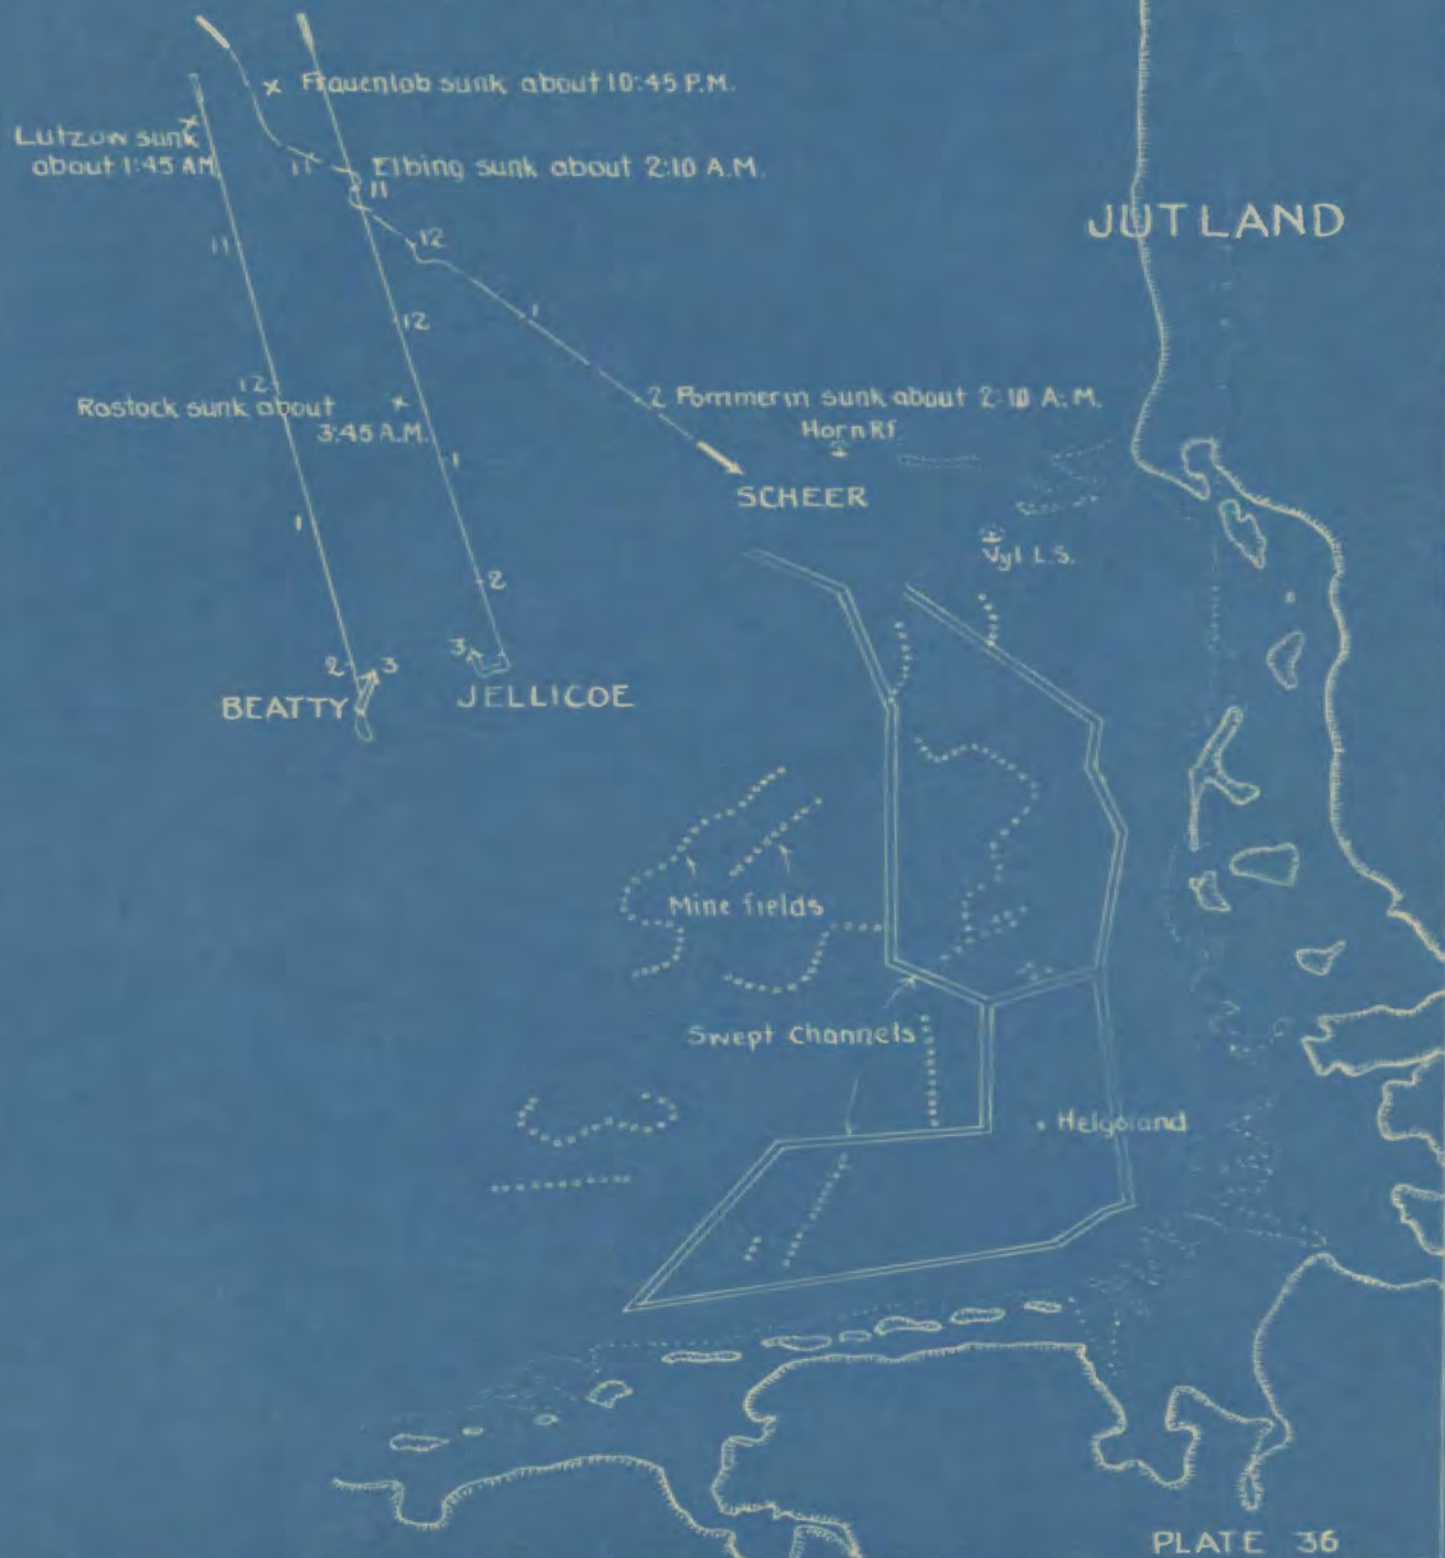 Frauenlob sunk about 10:45 P.M.
Lutzow sunk
about 1:45 AM
11
Elbing sunk about 2:10 A.M.
11
JUTLAND
11
12
12
1
12
Rostock sunk about
3:45 A.M.
2 Pommerin sunk about 2:10 A.M.
Horn Rf.
1
SCHEER
1
Vyl L.S.
2
3
2
3
BEATTY
JELLICOE
Mine fields
Swept Channels
Helgoland
PLATE 36